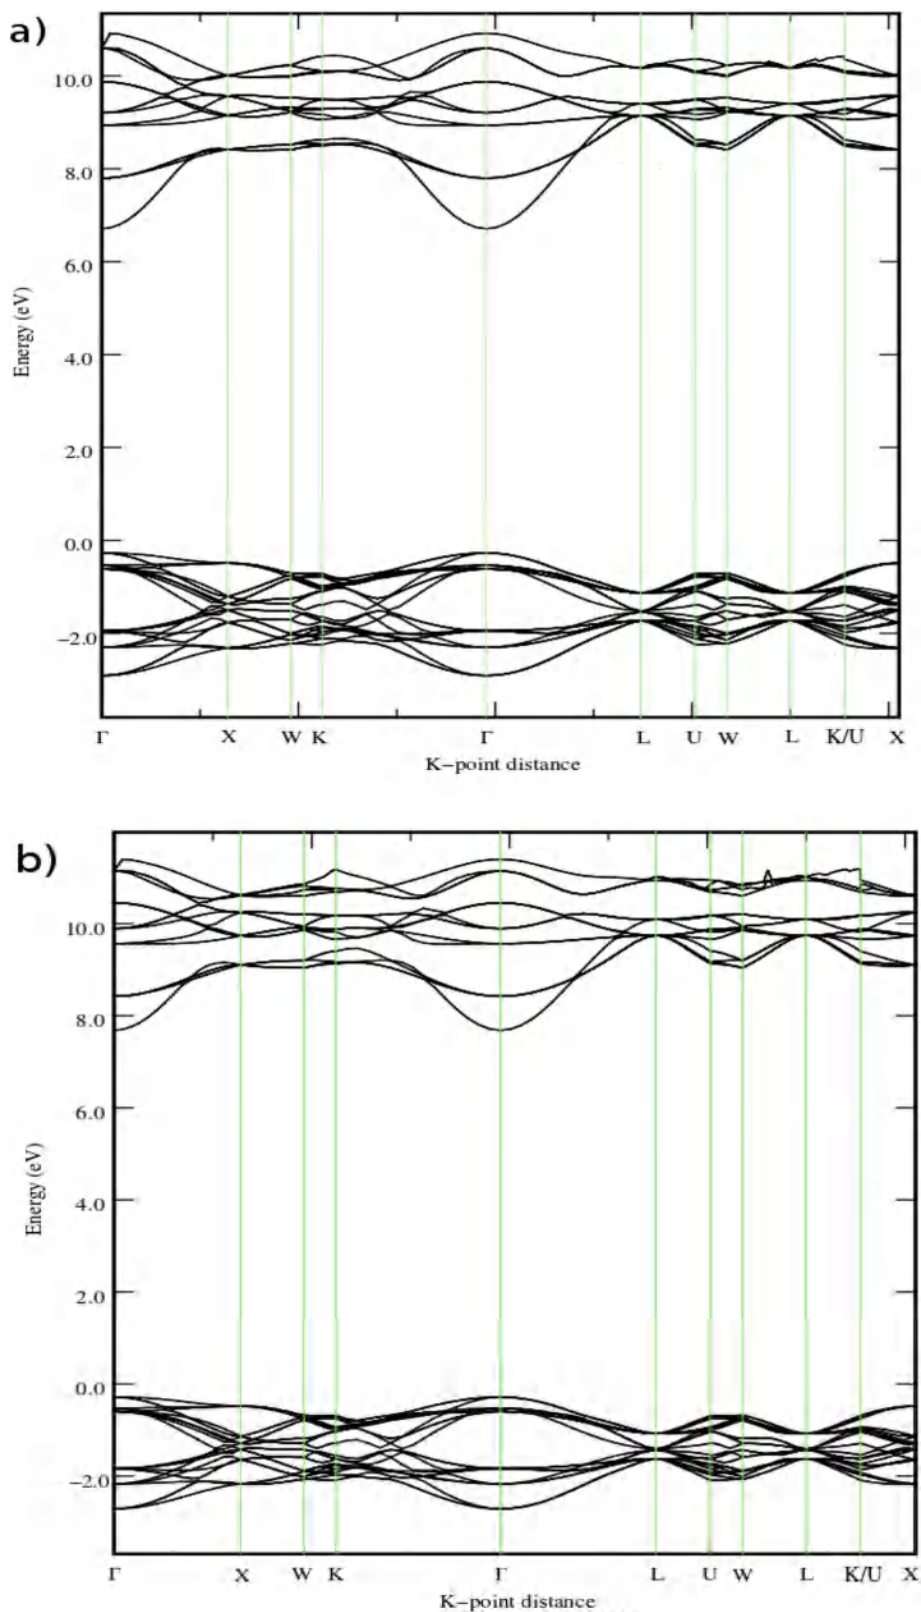 a)
10.0
8.0
6.0
4.0
2.0
0.0
−2.0
Energy (eV)
Γ X W K Γ L U W L K/U X
K−point distance
b)
10.0
8.0
6.0
4.0
2.0
0.0
−2.0
Energy (eV)
Γ X W K Γ L U W L K/U X
K−point distance